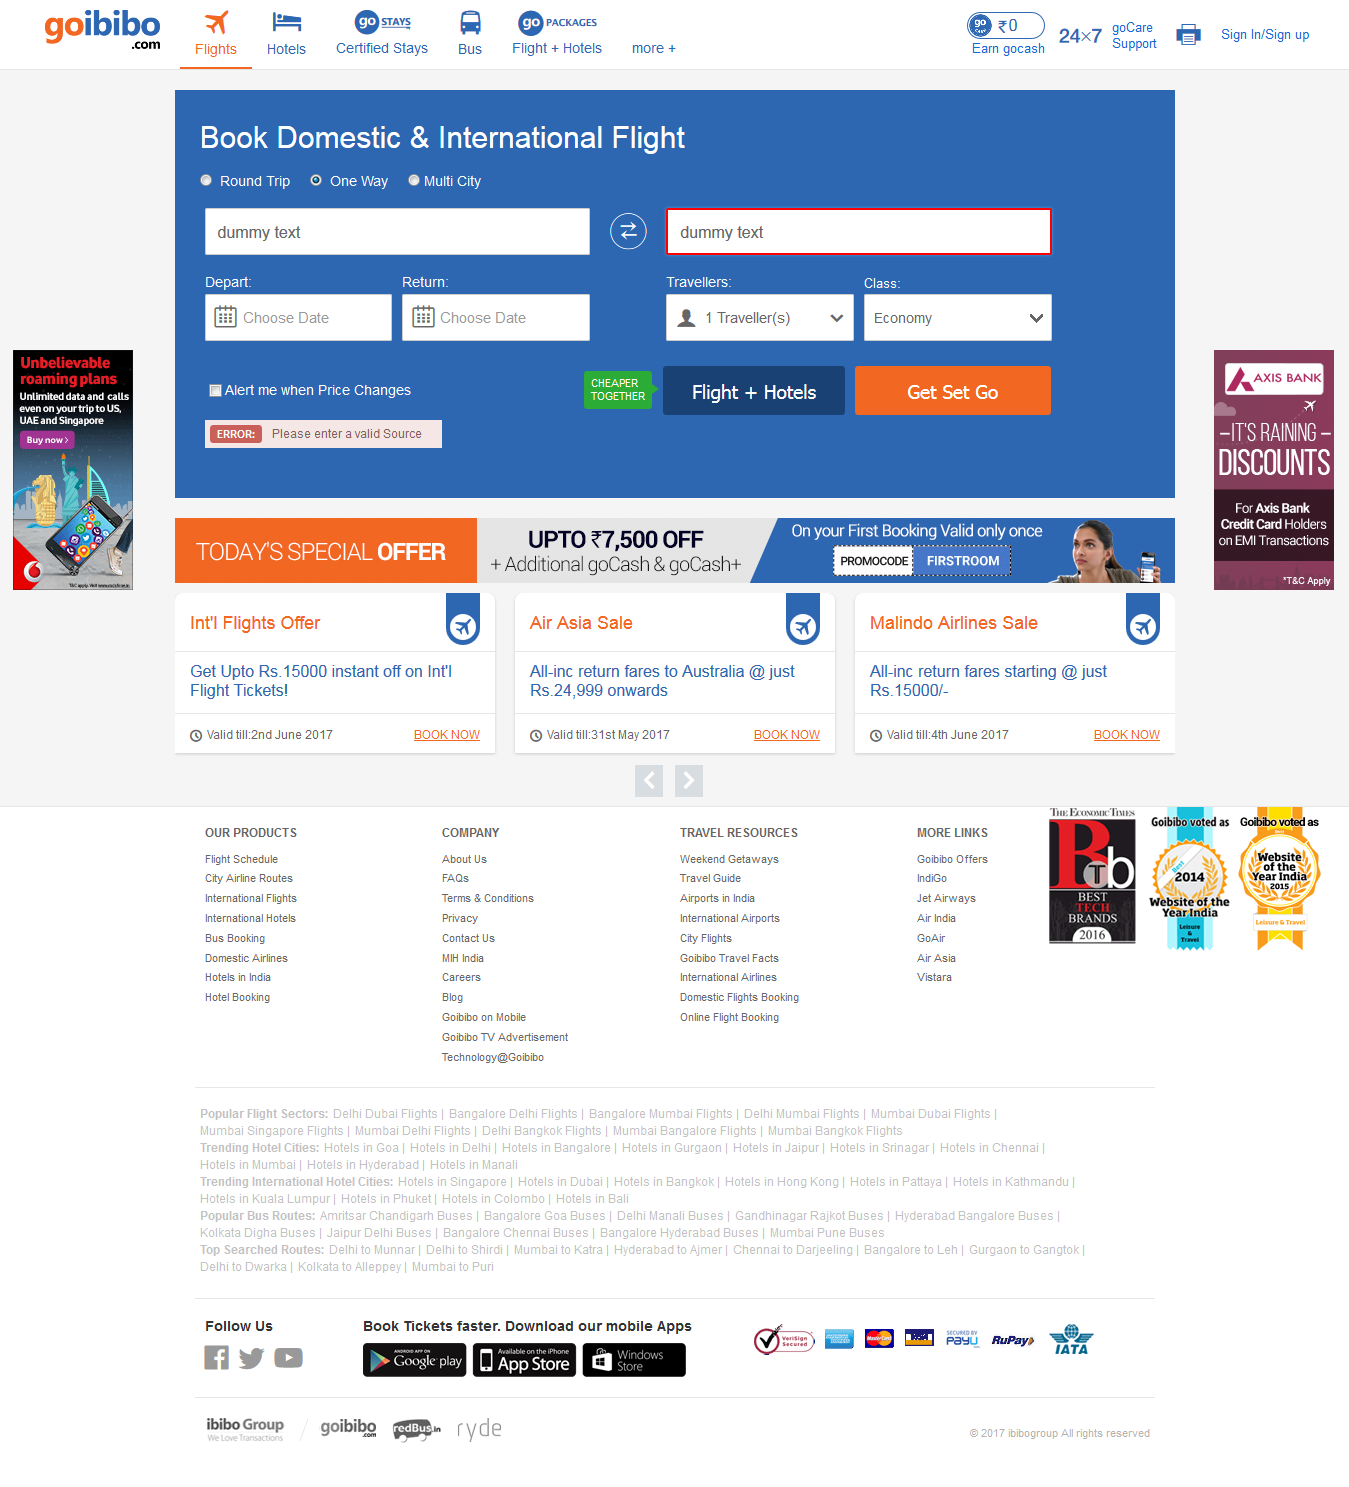 goibibo
.com
Flights
Hotels
go STAYS
Certified Stays
Bus
go PACKAGES
Flight + Hotels
more +
go
₹0
Earn gocash
24×7
goCare
Support
Sign In/Sign up
Book Domestic & International Flight
Round Trip
One Way
Multi City
dummy text
dummy text
Depart:
Return:
Travellers:
Class:
Choose Date
Choose Date
1 Traveller(s)
Economy
Alert me when Price Changes
CHEAPER
TOGETHER
Flight + Hotels
Get Set Go
ERROR:
Please enter a valid Source
Unbelievable
roaming plans
Unlimited data and calls
even on your trip to US,
UAE and Singapore
Buy now
AXIS BANK
IT'S RAINING
DISCOUNTS
For Axis Bank
Credit Card Holders
on EMI Transactions
*T&C Apply
TODAY'S SPECIAL OFFER
UPTO ₹7,500 OFF
+ Additional goCash & goCash+
On your First Booking Valid only once
PROMOCODE
FIRSTROOM
Int'l Flights Offer
Get Upto Rs.15000 instant off on Int'l
Flight Tickets!
Valid till:2nd June 2017
BOOK NOW
Air Asia Sale
All-inc return fares to Australia @ just
Rs.24,999 onwards
Valid till:31st May 2017
BOOK NOW
Malindo Airlines Sale
All-inc return fares starting @ just
Rs.15000/-
Valid till:4th June 2017
BOOK NOW
OUR PRODUCTS
Flight Schedule
City Airline Routes
International Flights
International Hotels
Bus Booking
Domestic Airlines
Hotels in India
Hotel Booking
COMPANY
About Us
FAQs
Terms & Conditions
Privacy
Contact Us
MIH India
Careers
Blog
Goibibo on Mobile
Goibibo TV Advertisement
Technology@Goibibo
TRAVEL RESOURCES
Weekend Getaways
Travel Guide
Airports in India
International Airports
City Flights
Goibibo Travel Facts
International Airlines
Domestic Flights Booking
Online Flight Booking
MORE LINKS
Goibibo Offers
IndiGo
Jet Airways
Air India
GoAir
Air Asia
Vistara
THE ECONOMIC TIMES
BTb
BEST
TECH
BRANDS
2016
Goibibo voted as
Best
2014
Website of the
Year India
Leisure
&
Travel
Goibibo voted as
Website
of the
Year India
2015
Leisure & Travel
Popular Flight Sectors: Delhi Dubai Flights | Bangalore Delhi Flights | Bangalore Mumbai Flights | Delhi Mumbai Flights | Mumbai Dubai Flights |
Mumbai Singapore Flights | Mumbai Delhi Flights | Delhi Bangkok Flights | Mumbai Bangalore Flights | Mumbai Bangkok Flights
Trending Hotel Cities: Hotels in Goa | Hotels in Delhi | Hotels in Bangalore | Hotels in Gurgaon | Hotels in Jaipur | Hotels in Srinagar | Hotels in Chennai |
Hotels in Mumbai | Hotels in Hyderabad | Hotels in Manali
Trending International Hotel Cities: Hotels in Singapore | Hotels in Dubai | Hotels in Bangkok | Hotels in Hong Kong | Hotels in Pattaya | Hotels in Kathmandu |
Hotels in Kuala Lumpur | Hotels in Phuket | Hotels in Colombo | Hotels in Bali
Popular Bus Routes: Amritsar Chandigarh Buses | Bangalore Goa Buses | Delhi Manali Buses | Gandhinagar Rajkot Buses | Hyderabad Bangalore Buses |
Kolkata Digha Buses | Jaipur Delhi Buses | Bangalore Chennai Buses | Bangalore Hyderabad Buses | Mumbai Pune Buses
Top Searched Routes: Delhi to Munnar | Delhi to Shirdi | Mumbai to Katra | Hyderabad to Ajmer | Chennai to Darjeeling | Bangalore to Leh | Gurgaon to Gangtok |
Delhi to Dwarka | Kolkata to Alleppey | Mumbai to Puri
Follow Us
Book Tickets faster. Download our mobile Apps
ANDROID APP ON
Google play
Available on the iPhone
App Store
Windows
Store
VeriSign
Secured
MasterCard
SECURED BY
PayU
RuPay
IATA
ibibo Group
We Love Transactions
goibibo
.com
redBus.in
ryde
© 2017 ibibogroup All rights reserved